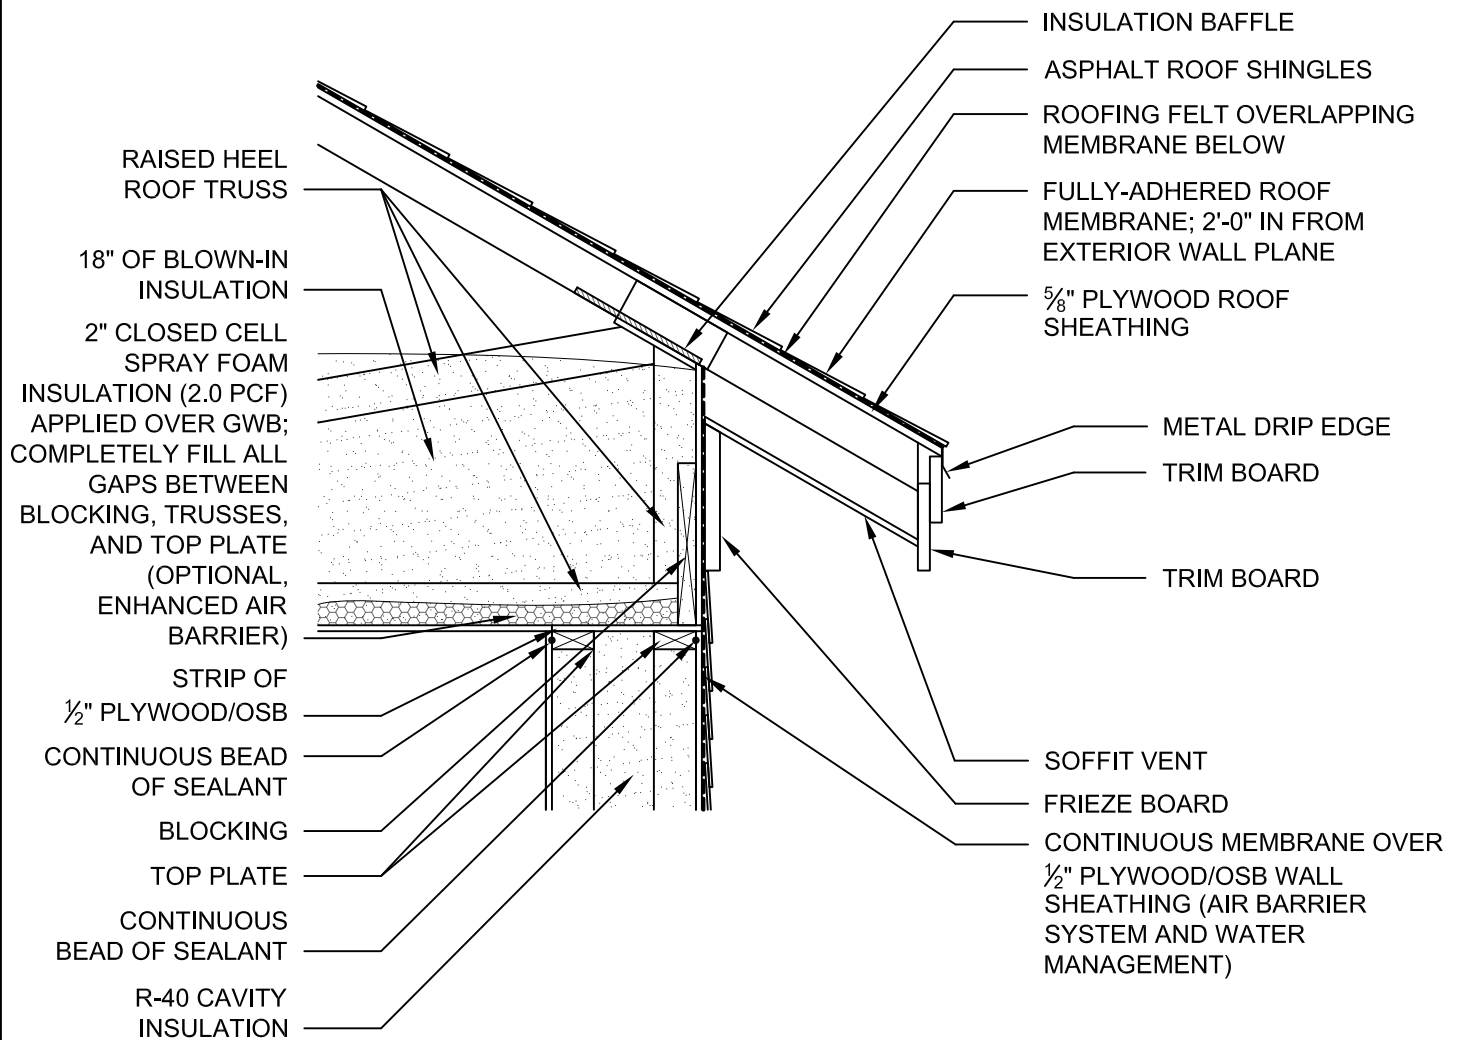 RAISED HEEL
ROOF TRUSS
18" OF BLOWN-IN
INSULATION
2" CLOSED CELL
SPRAY FOAM
INSULATION (2.0 PCF)
APPLIED OVER GWB;
COMPLETELY FILL ALL
GAPS BETWEEN
BLOCKING, TRUSSES,
AND TOP PLATE
(OPTIONAL,
ENHANCED AIR
BARRIER)
STRIP OF
½" PLYWOOD/OSB
CONTINUOUS BEAD
OF SEALANT
BLOCKING
TOP PLATE
CONTINUOUS
BEAD OF SEALANT
R-40 CAVITY
INSULATION
INSULATION BAFFLE
ASPHALT ROOF SHINGLES
ROOFING FELT OVERLAPPING
MEMBRANE BELOW
FULLY-ADHERED ROOF
MEMBRANE; 2'-0" IN FROM
EXTERIOR WALL PLANE
⅝" PLYWOOD ROOF
SHEATHING
METAL DRIP EDGE
TRIM BOARD
TRIM BOARD
SOFFIT VENT
FRIEZE BOARD
CONTINUOUS MEMBRANE OVER
½" PLYWOOD/OSB WALL
SHEATHING (AIR BARRIER
SYSTEM AND WATER
MANAGEMENT)